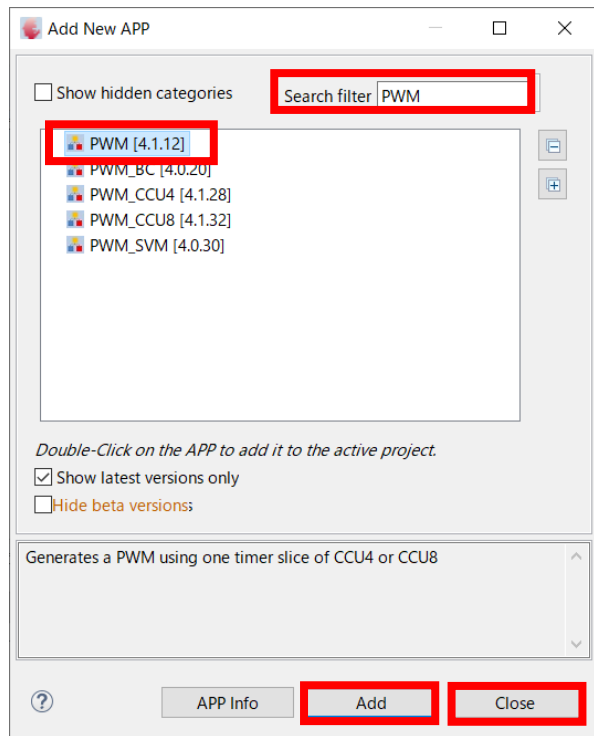 Add New APP
Show hidden categories
Search filter PWM
PWM [4.1.12]
PWM_BC [4.0.20]
PWM_CCU4 [4.1.28]
PWM_CCU8 [4.1.32]
PWM_SVM [4.0.30]
Double-Click on the APP to add it to the active project.
Show latest versions only
Hide beta versions
Generates a PWM using one timer slice of CCU4 or CCU8
?
APP Info
Add
Close